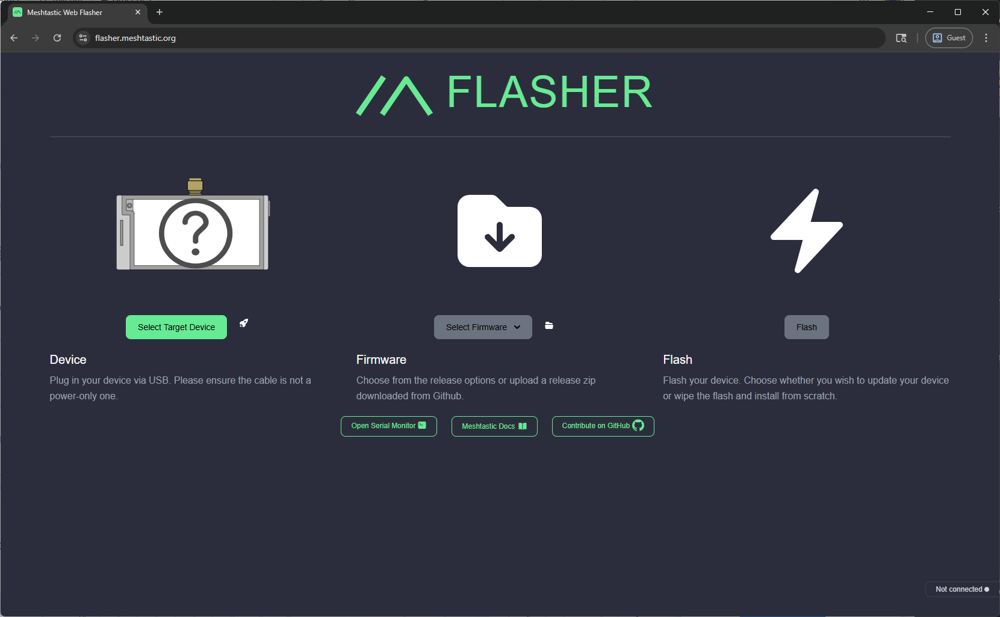 Meshtastic Web Flasher
flasher.meshtastic.org
Guest
FLASHER
?
Select Target Device
Select Firmware
Flash
Device
Firmware
Flash
Plug in your device via USB. Please ensure the cable is not a
power-only one.
Choose from the release options or upload a release zip
downloaded from Github.
Flash your device. Choose whether you wish to update your device
or wipe the flash and install from scratch.
Open Serial Monitor
Meshtastic Docs
Contribute on GitHub
Not connected